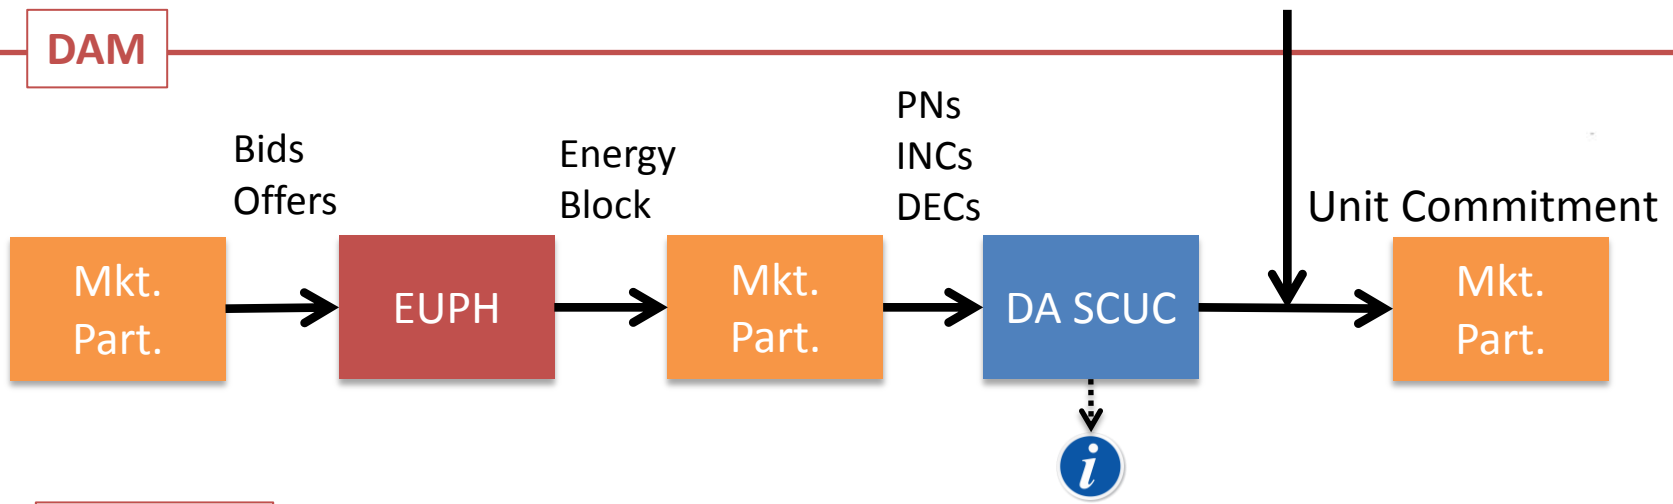 DAM
Bids
Offers
Energy
Block
PNs
INCs
DECs
Unit Commitment
Mkt.
Part.
EUPH
Mkt.
Part.
DA SCUC
Mkt.
Part.
i